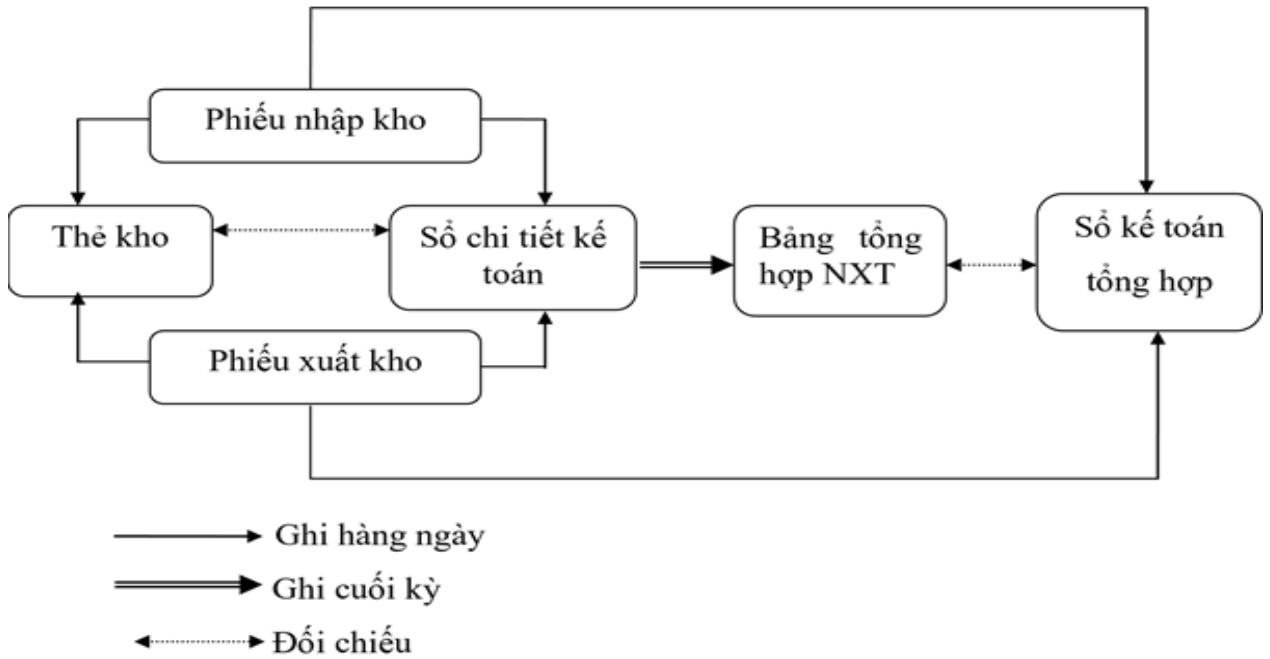 Phiếu nhập kho
Thẻ kho
Sổ chi tiết kế
toán
Bảng tổng
hợp NXT
Sổ kế toán
tổng hợp
Phiếu xuất kho
Ghi hàng ngày
Ghi cuối kỳ
Đối chiếu